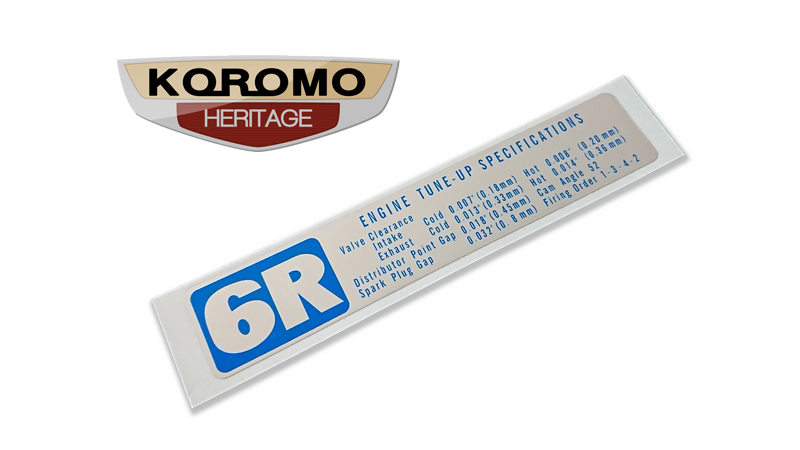 KOROMO
HERITAGE
6R
ENGINE TUNE-UP SPECIFICATIONS
Valve Clearance
Intake Cold 0.007"(0.18mm) Hot 0.008" (0.20mm)
Exhaust Cold 0.013"(0.33mm) Hot 0.014" (0.36mm)
Distributor Point Gap 0.018"(0.45mm) Cam Angle 52
Spark Plug Gap 0.032"(0 8mm) Firing Order 1-3-4-2